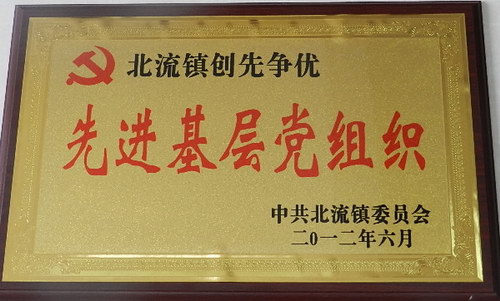 北流镇创先争优
先进基层党组织
中共北流镇委员会
二0一二年六月